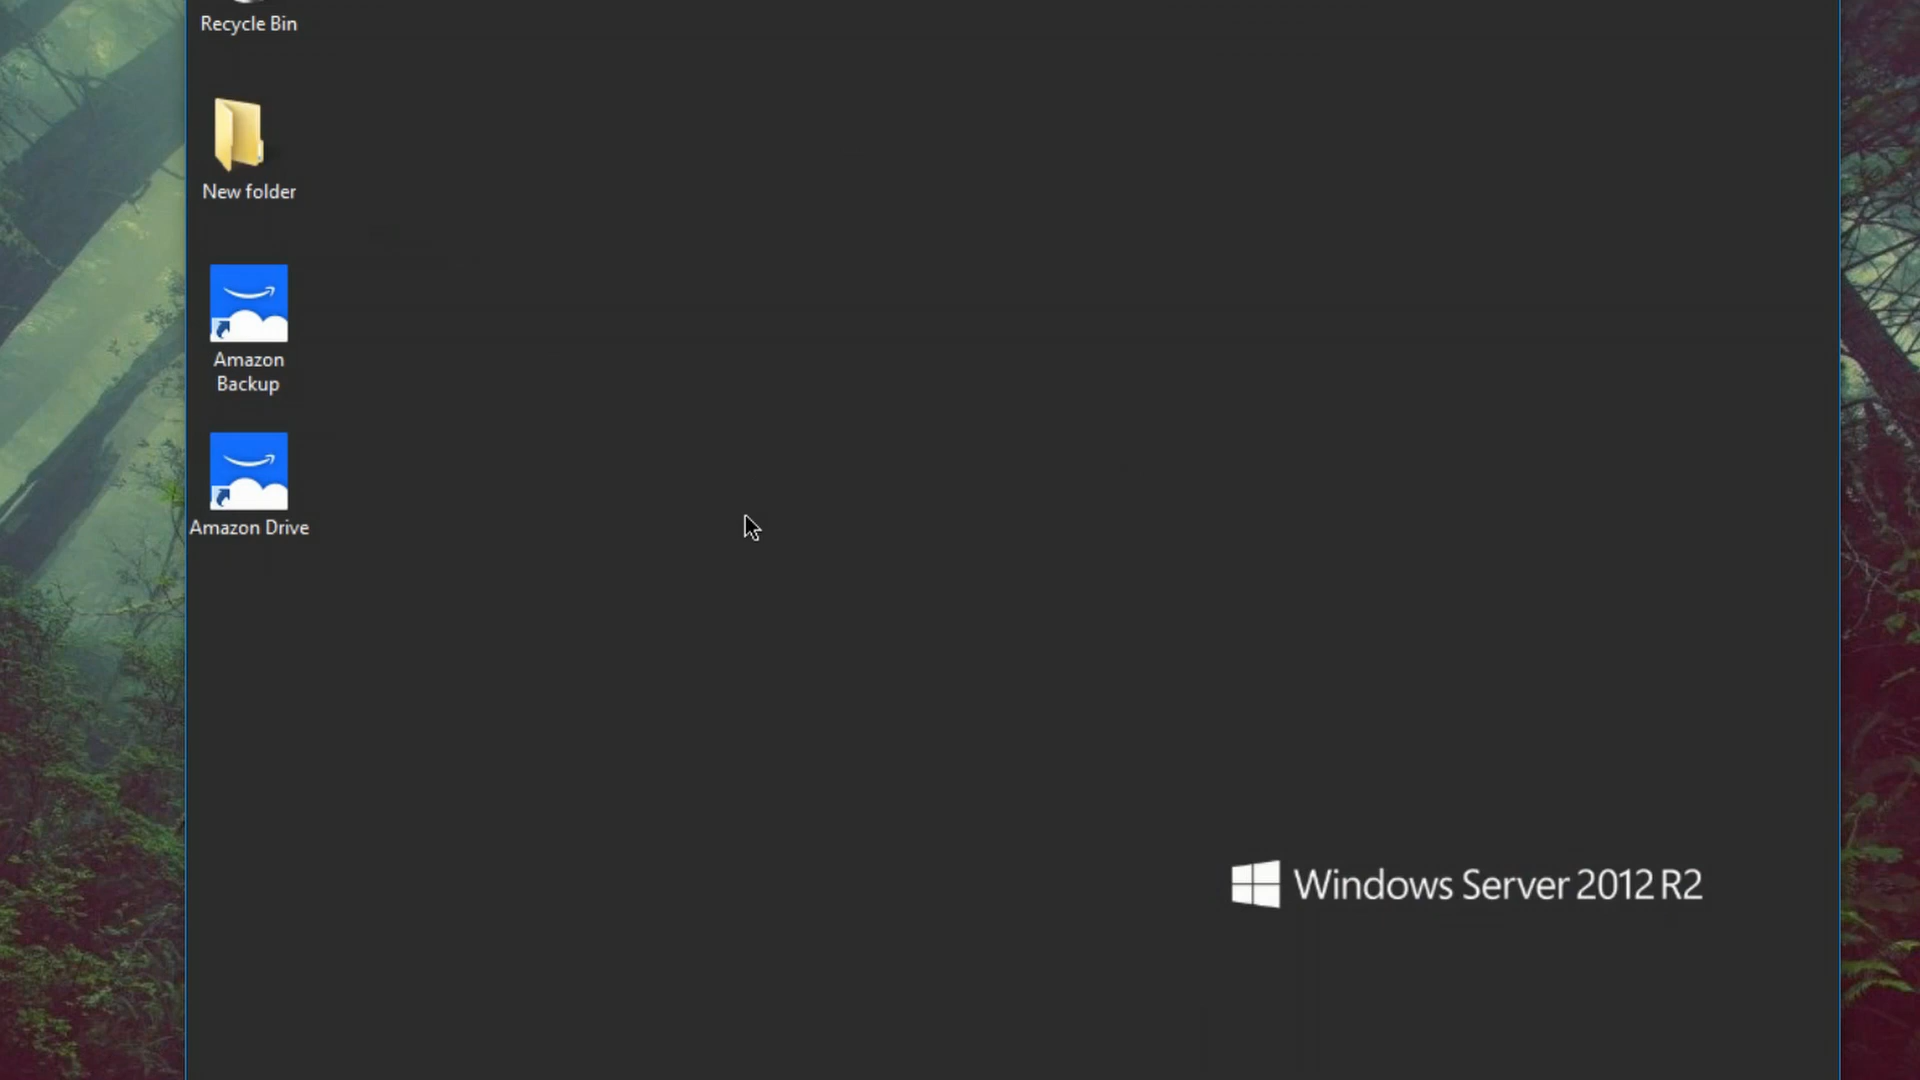 Recycle Bin
New folder
Amazon
Backup
Amazon Drive
Windows Server 2012 R2